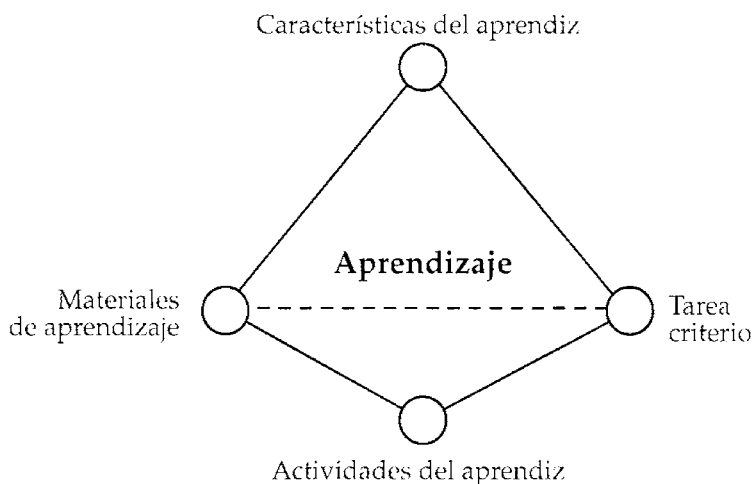 Características del aprendiz
Aprendizaje
Materiales
de aprendizaje
Tarea
criterio
Actividades del aprendiz